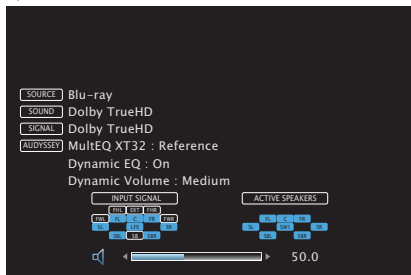 SOURCE Blu-ray
SOUND Dolby TrueHD
SIGNAL Dolby TrueHD
AUDYSSEY MultEQ XT32 : Reference
Dynamic EQ : On
Dynamic Volume : Medium
INPUT SIGNAL ACTIVE SPEAKERS
FHL EXT FHR
FWL FL C FR FWR FL C FR
SL LFE SR SL SW1 SR
SBL SB SBR SBL SBR
50.0